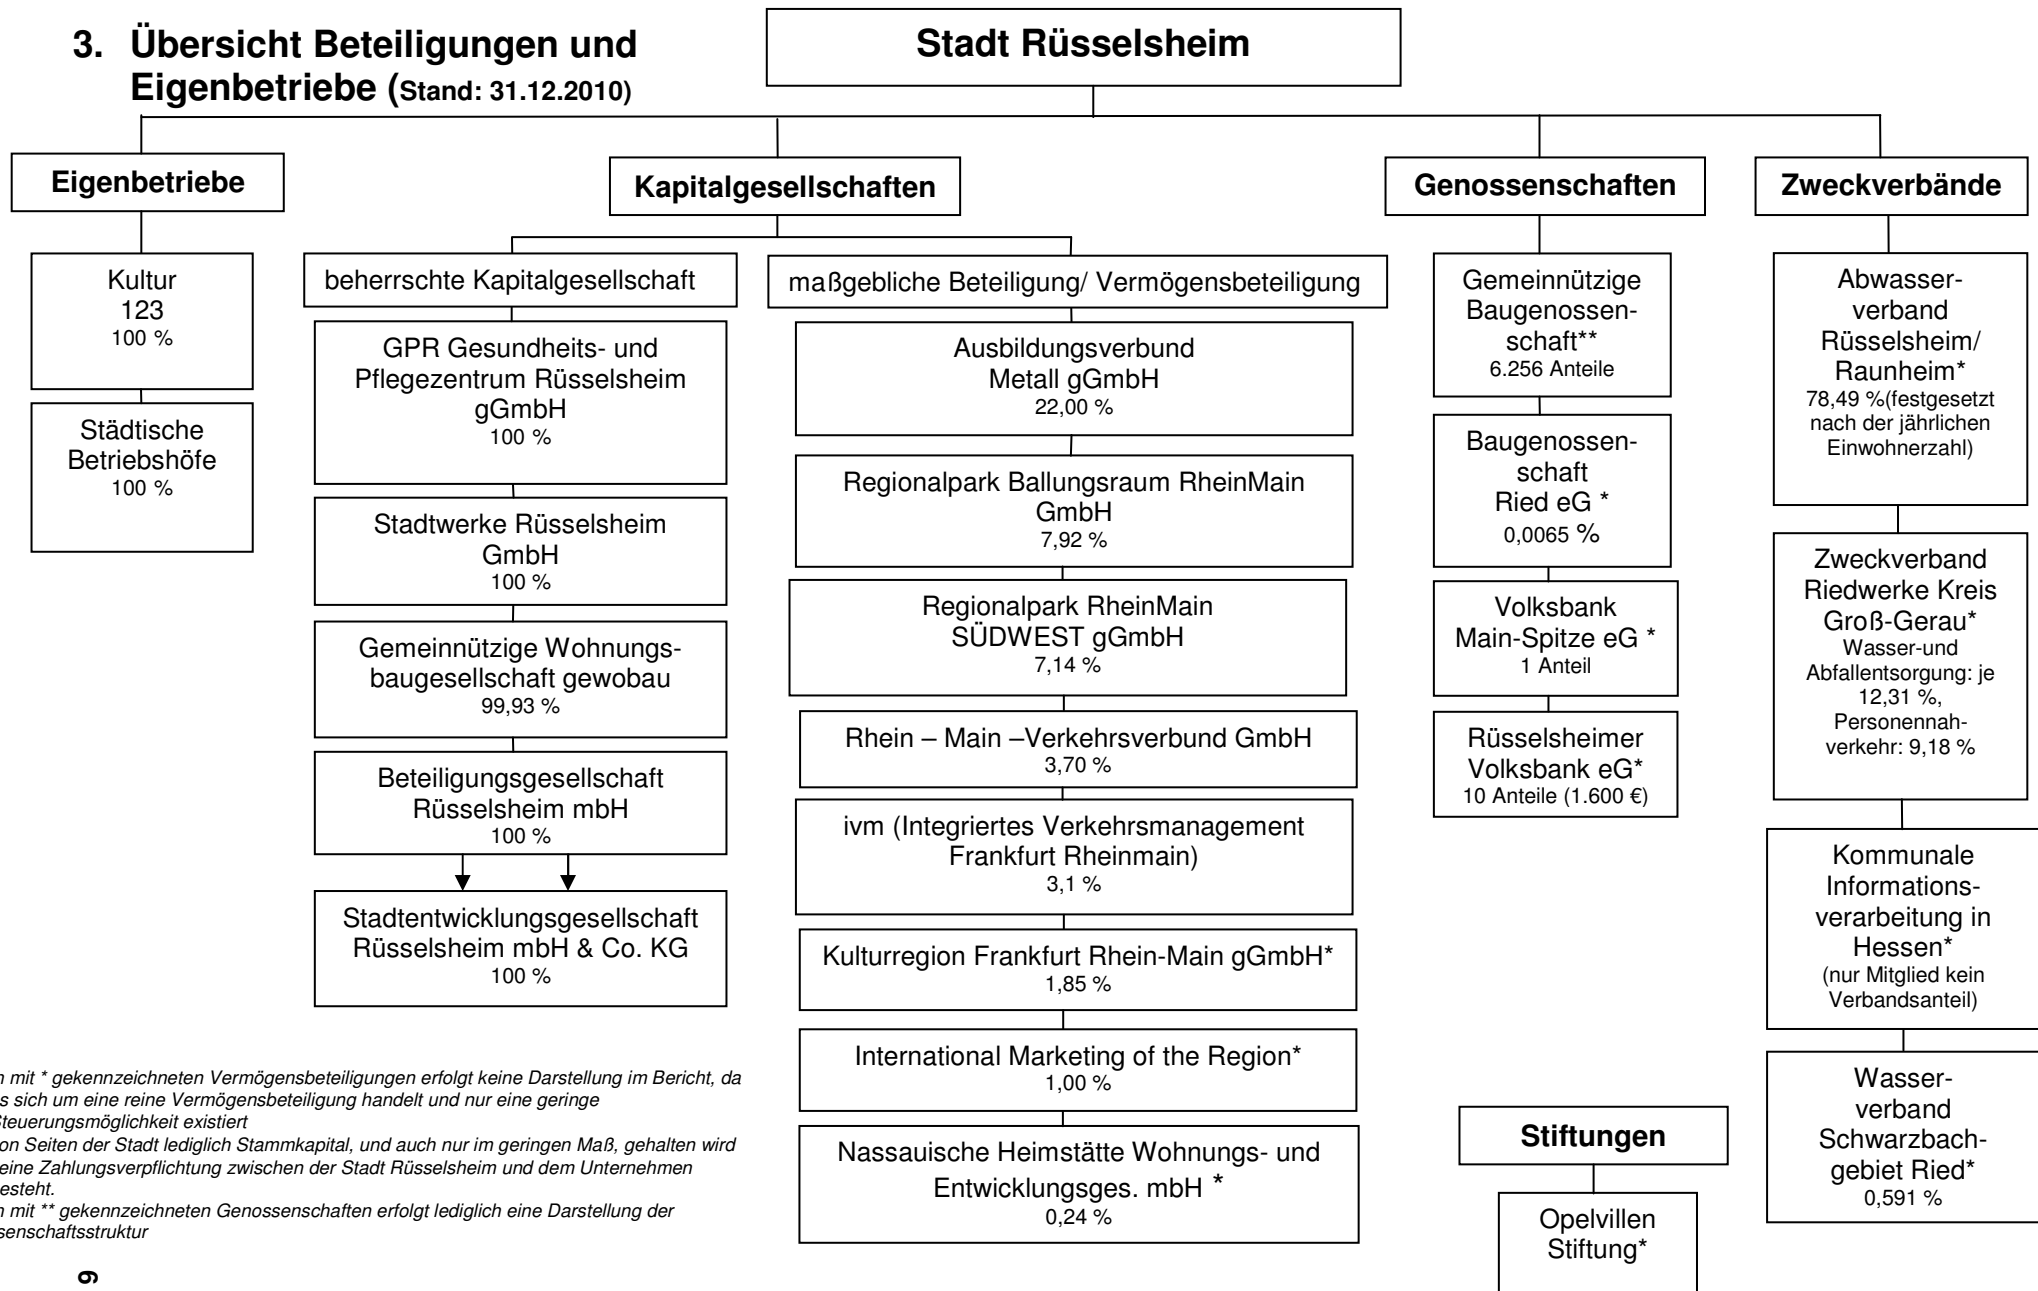 3. Übersicht Beteiligungen und
Eigenbetriebe (Stand: 31.12.2010)
Stadt Rüsselsheim
Eigenbetriebe
Kultur
123
100 %
Städtische
Betriebshöfe
100 %
Kapitalgesellschaften
beherrschte Kapitalgesellschaft
GPR Gesundheits- und
Pflegezentrum Rüsselsheim
gGmbH
100 %
Stadtwerke Rüsselsheim
GmbH
100 %
Gemeinnützige Wohnungs-
baugesellschaft gewobau
99,93 %
Beteiligungsgesellschaft
Rüsselsheim mbH
100 %
Stadtentwicklungsgesellschaft
Rüsselsheim mbH & Co. KG
100 %
maßgebliche Beteiligung/ Vermögensbeteiligung
Ausbildungsverbund
Metall gGmbH
22,00 %
Regionalpark Ballungsraum RheinMain
GmbH
7,92 %
Regionalpark RheinMain
SÜDWEST gGmbH
7,14 %
Rhein – Main –Verkehrsverbund GmbH
3,70 %
ivm (Integriertes Verkehrsmanagement
Frankfurt Rheinmain)
3,1 %
Kulturregion Frankfurt Rhein-Main gGmbH*
1,85 %
International Marketing of the Region*
1,00 %
Nassauische Heimstätte Wohnungs- und
Entwicklungsges. mbH *
0,24 %
Genossenschaften
Gemeinnützige
Baugenossen-
schaft**
6.256 Anteile
Baugenossen-
schaft
Ried eG *
0,0065 %
Volksbank
Main-Spitze eG *
1 Anteil
Rüsselsheimer
Volksbank eG*
10 Anteile (1.600 €)
Zweckverbände
Abwasser-
verband
Rüsselsheim/
Raunheim*
78,49 %(festgesetzt
nach der jährlichen
Einwohnerzahl)
Zweckverband
Riedwerke Kreis
Groß-Gerau*
Wasser-und
Abfallentsorgung: je
12,31 %,
Personennah-
verkehr: 9,18 %
Kommunale
Informations-
verarbeitung in
Hessen*
(nur Mitglied kein
Verbandsanteil)
Wasser-
verband
Schwarzbach-
gebiet Ried*
0,591 %
Stiftungen
Opelvillen
Stiftung*
n mit * gekennzeichneten Vermögensbeteiligungen erfolgt keine Darstellung im Bericht, da
s sich um eine reine Vermögensbeteiligung handelt und nur eine geringe
Steuerungsmöglichkeit existiert
on Seiten der Stadt lediglich Stammkapital, und auch nur im geringen Maß, gehalten wird
eine Zahlungsverpflichtung zwischen der Stadt Rüsselsheim und dem Unternehmen
esteht.
n mit ** gekennzeichneten Genossenschaften erfolgt lediglich eine Darstellung der
senschaftsstruktur
9